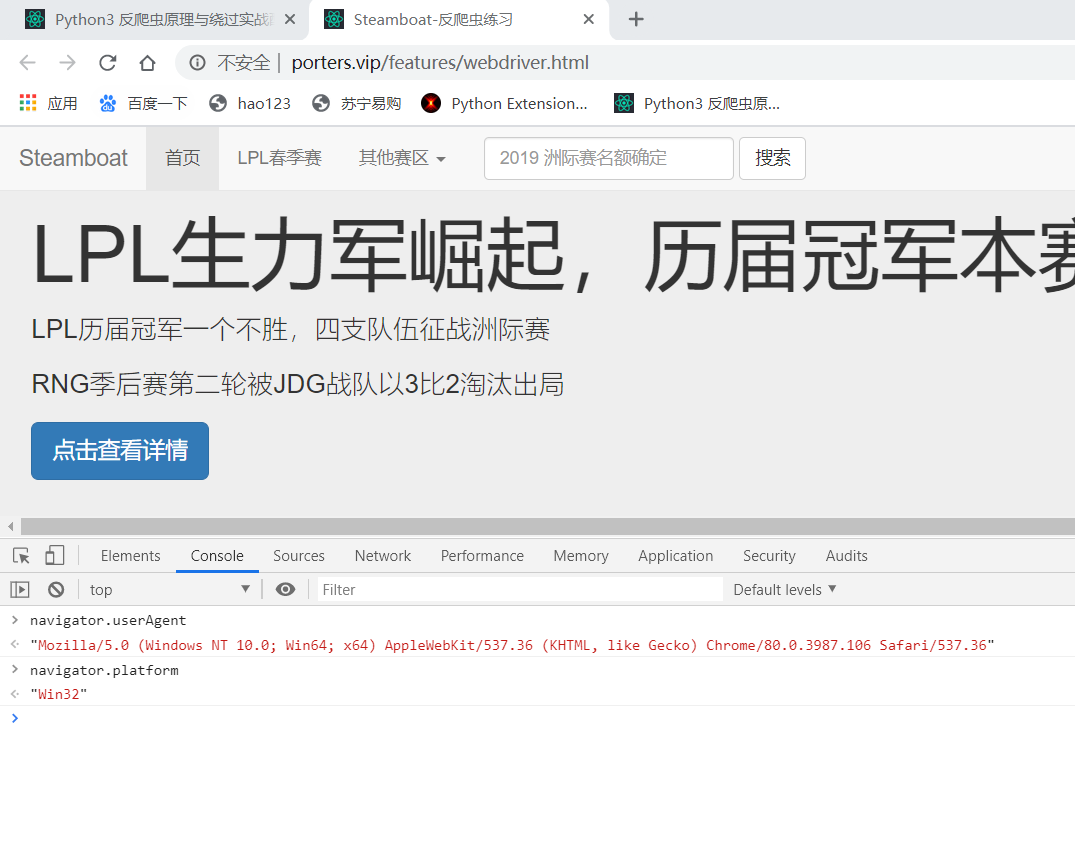 Python3 反爬虫原理与绕过实战
Steamboat-反爬虫练习
不安全 | porters.vip/features/webdriver.html
应用 百度一下 hao123 苏宁易购 Python Extension... Python3 反爬虫原...
Steamboat 首页 LPL春季赛 其他赛区 2019 洲际赛名额确定 搜索
LPL生力军崛起，历届冠军本赛
LPL历届冠军一个不胜，四支队伍征战洲际赛
RNG季后赛第二轮被JDG战队以3比2淘汰出局
点击查看详情
Elements Console Sources Network Performance Memory Application Security Audits
top Filter Default levels
navigator.userAgent
"Mozilla/5.0 (Windows NT 10.0; Win64; x64) AppleWebKit/537.36 (KHTML, like Gecko) Chrome/80.0.3987.106 Safari/537.36"
navigator.platform
"Win32"